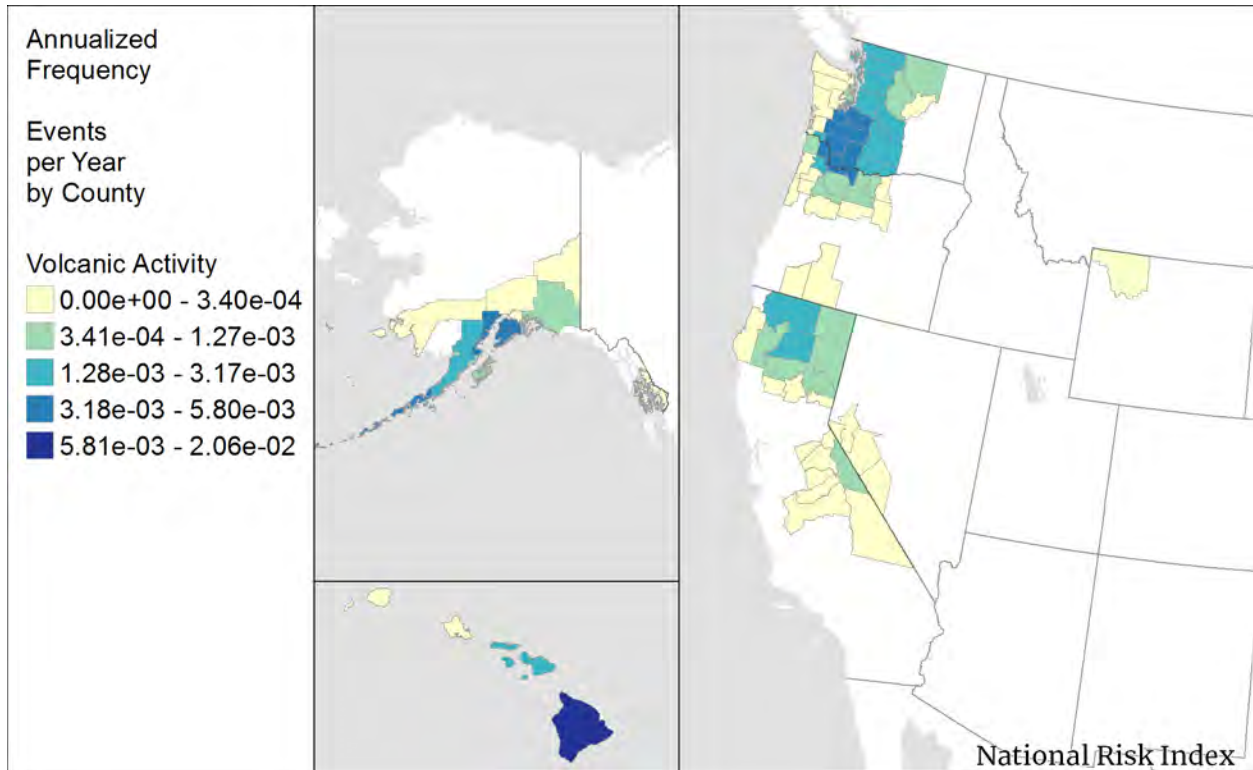 Annualized
Frequency
Events
per Year
by County
Volcanic Activity
0.00e+00 - 3.40e-04
3.41e-04 - 1.27e-03
1.28e-03 - 3.17e-03
3.18e-03 - 5.80e-03
5.81e-03 - 2.06e-02
National Risk Index